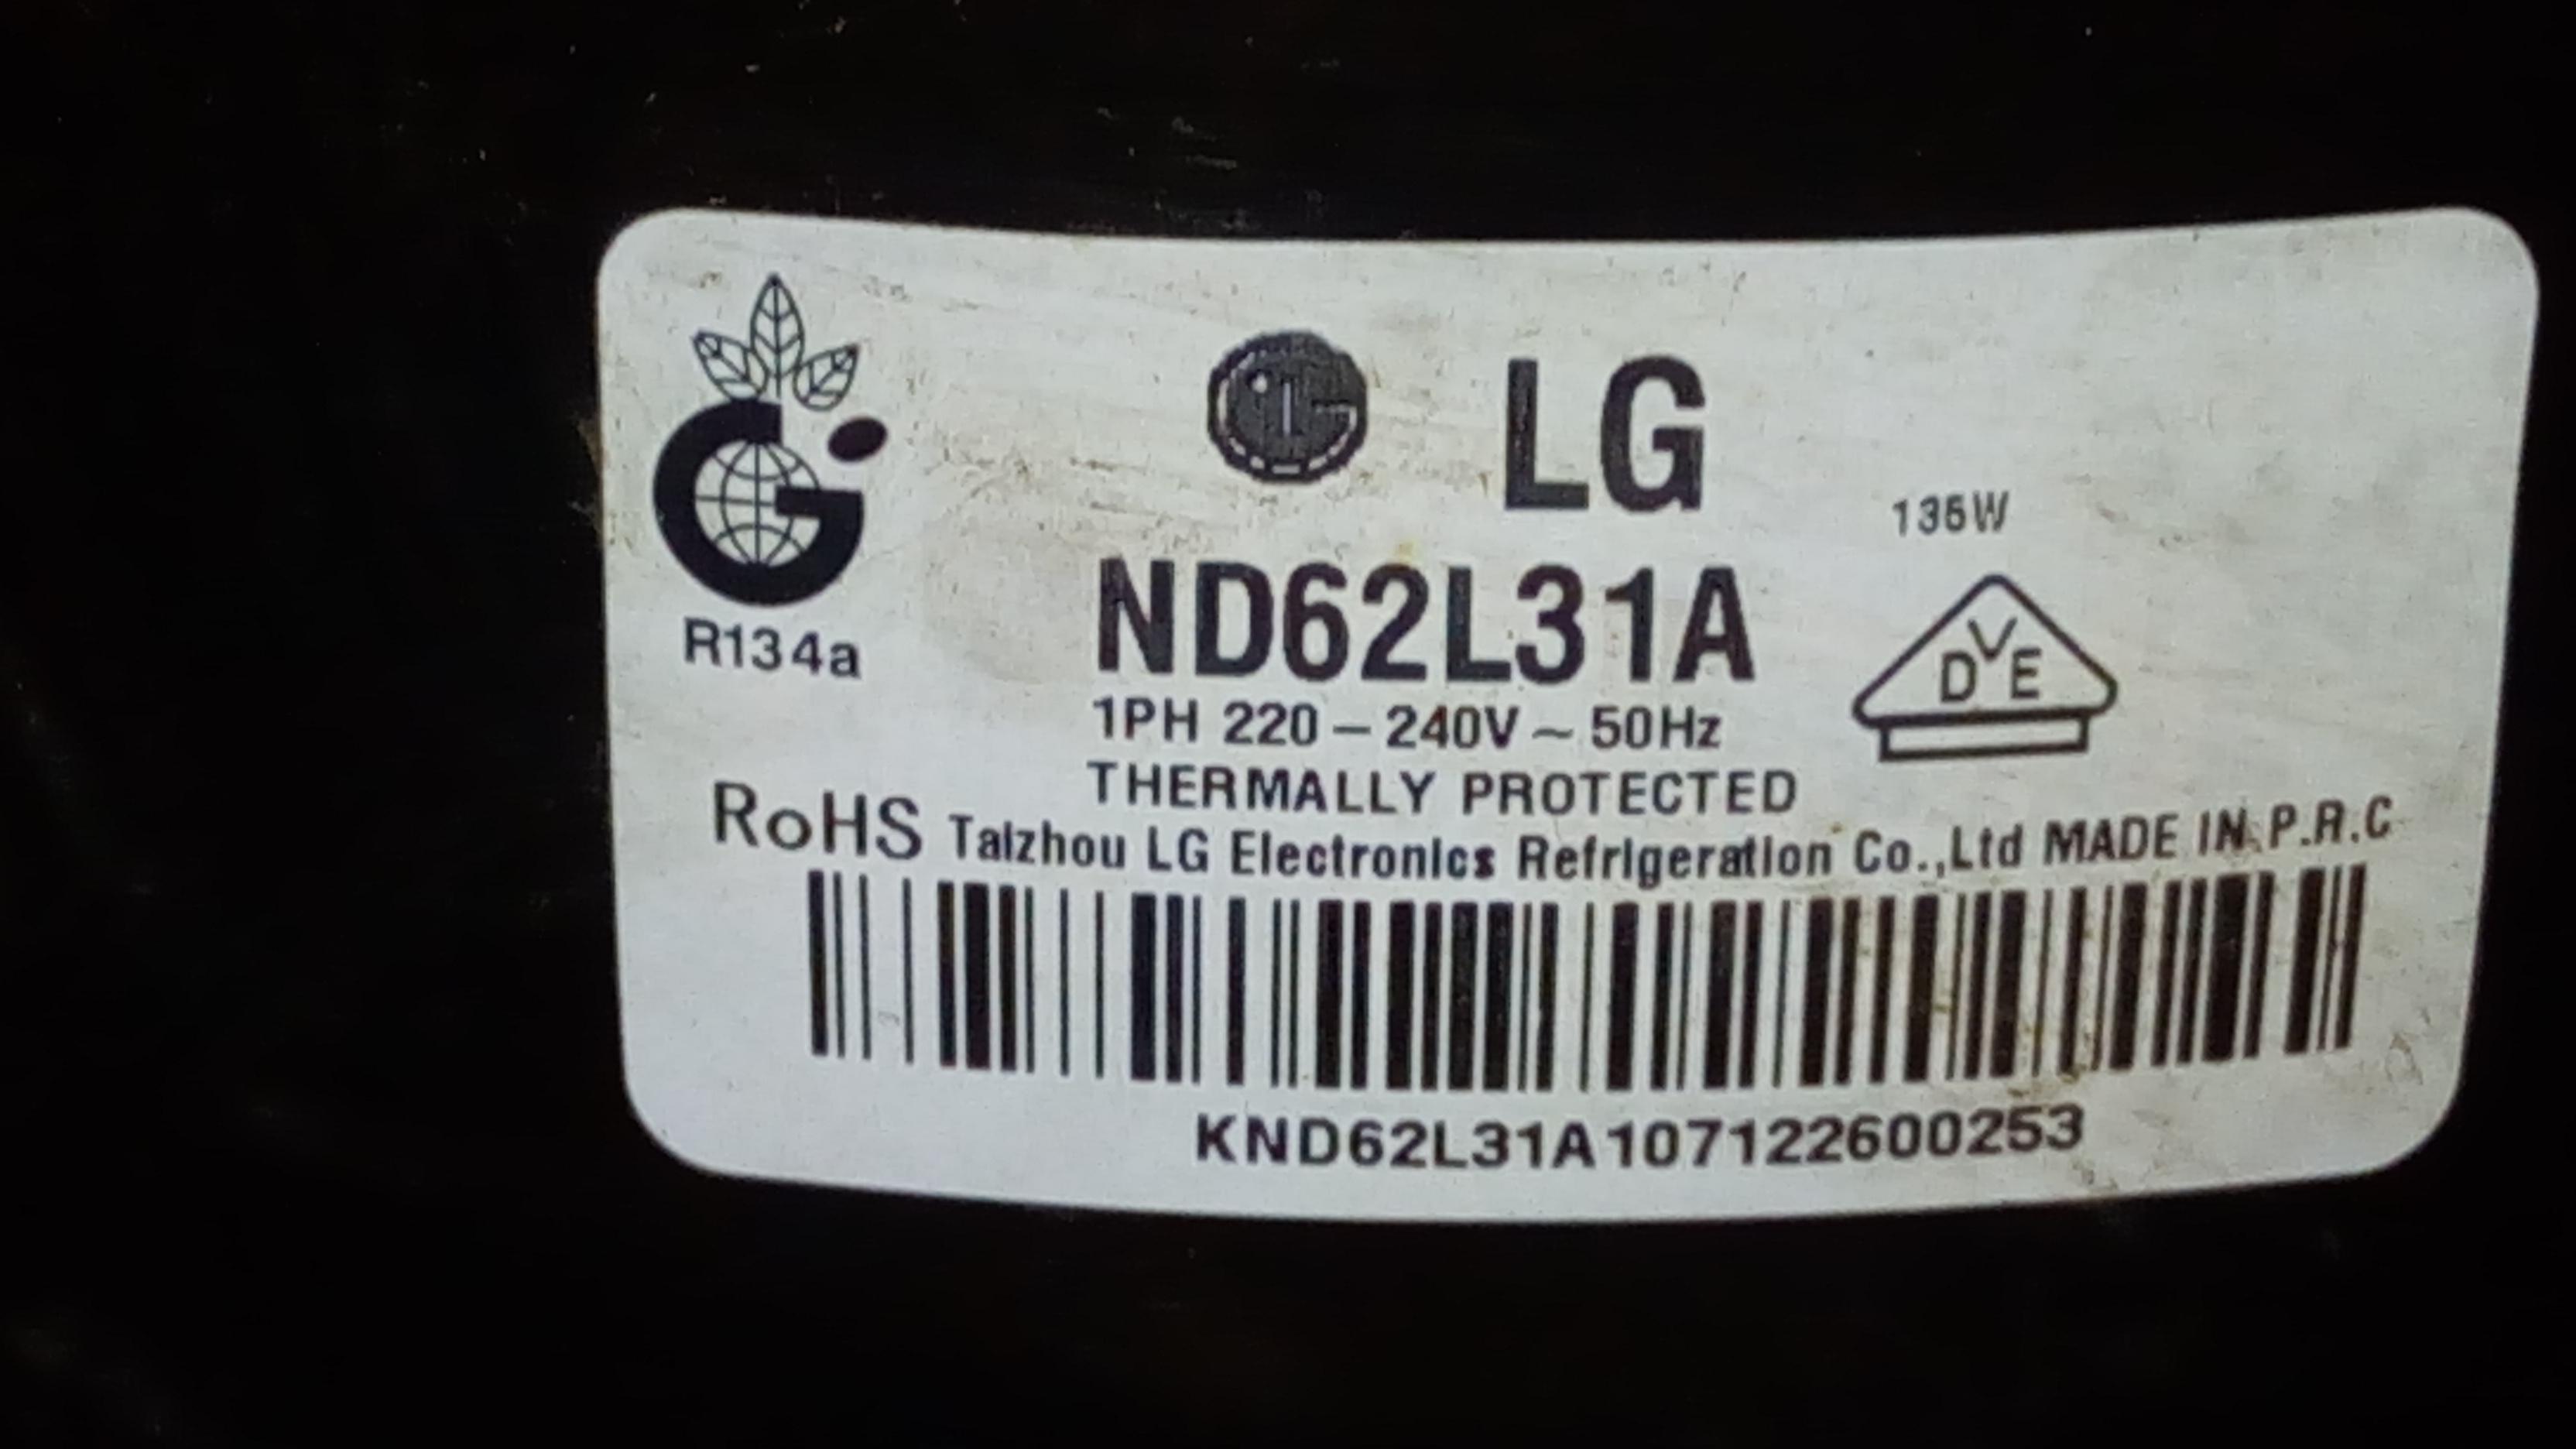 LG
136W
ND62L31A
R134a
DVE
1PH 220–240V~50Hz
THERMALLY PROTECTED
RoHS Taizhou LG Electronics Refrigeration Co.,Ltd MADE IN P.R.C
KND62L31A107122600253